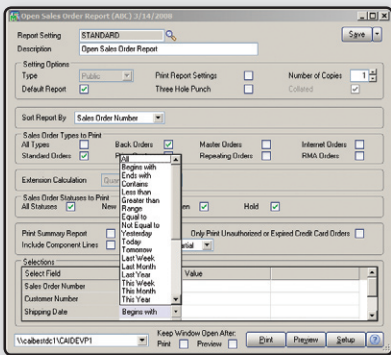 Open Sales Order Report (ABC) 3/14/2008
Report Setting STANDARD Save
Description Open Sales Order Report
Setting Options
Type Public Print Report Settings Number of Copies 1
Default Report Three Hole Punch Collated
Sort Report By Sales Order Number
Sales Order Types to Print
All Types Back Orders Master Orders Internet Orders
Standard Orders Repeating Orders RMA Orders
All
Begins with
Ends with
Contains
Less than
Greater than
Range
Equal to
Not Equal to
Yesterday
Today
Tomorrow
Last Week
Last Month
Last Year
This Week
This Month
This Year
Extension Calculation
Sales Order Statuses to Print
All Statuses New Hold
Print Summary Report Only Print Unauthorized or Expired Credit Card Orders
Include Component Lines
Selections
Select Field Value
Sales Order Number
Customer Number
Shipping Date Begins with
\\caibestdc1\CAIDEVP1 Keep Window Open After:
Print Preview Print Preview Setup